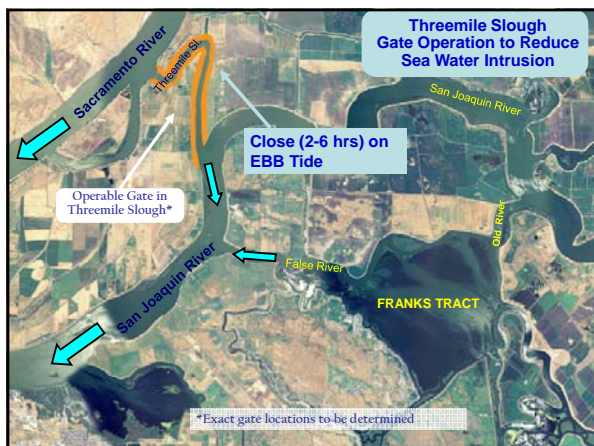 Threemile Slough
Gate Operation to Reduce
Sea Water Intrusion
Sacramento River
Threemile Sl.
San Joaquin River
Close (2-6 hrs) on
EBB Tide
Operable Gate in
Threemile Slough*
Old River
False River
San Joaquin River
FRANKS TRACT
*Exact gate locations to be determined